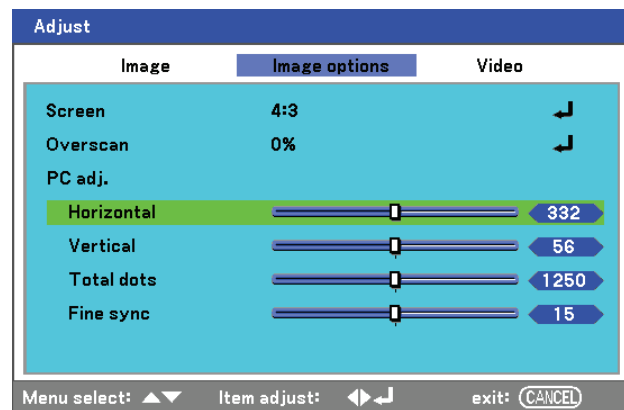 Adjust
Image Image options Video
Screen 4:3
Overscan 0%
PC adj.
Horizontal 332
Vertical 56
Total dots 1250
Fine sync 15
Menu select: Item adjust: exit: CANCEL